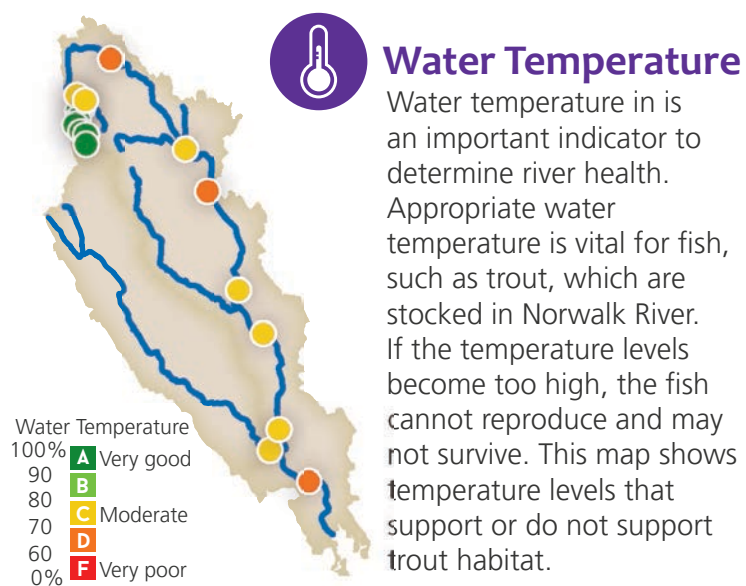 Water Temperature
Water temperature in is
an important indicator to
determine river health.
Appropriate water
temperature is vital for fish,
such as trout, which are
stocked in Norwalk River.
If the temperature levels
become too high, the fish
cannot reproduce and may
not survive. This map shows
temperature levels that
support or do not support
trout habitat.
Water Temperature
100%
A Very good
90
B
80
C Moderate
70
D
60
F Very poor
0%